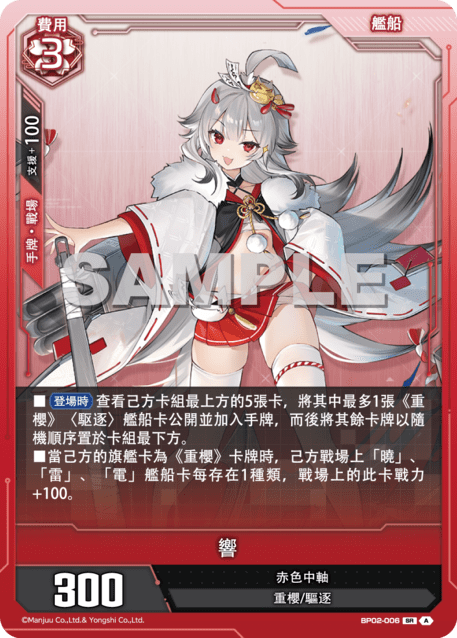 費用
艦船
3
支援+100
手牌·戰場
SAMPLE
■ 登場時 查看己方卡組最上方的5張卡，將其中最多1張《重
櫻》〈驅逐〉艦船卡公開並加入手牌，而後將其餘卡牌以隨
機順序置於卡組最下方。
■當己方的旗艦卡為《重櫻》卡牌時，己方戰場上「曉」、
「雷」、「電」艦船卡每存在1種類，戰場上的此卡戰力
+100。
響
300
赤色中軸
重櫻/驅逐
©Manjuu Co.,Ltd.& Yongshi Co.,Ltd.
BP02-006 SR A